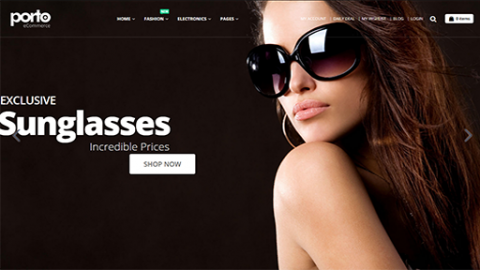 porto
eCommerce
HOME
NEW
FASHION
ELECTRONICS
PAGES
MY ACCOUNT | DAILY DEAL | MY WISHLIST | BLOG | LOGIN
0 items
EXCLUSIVE
Sunglasses
Incredible Prices
SHOP NOW